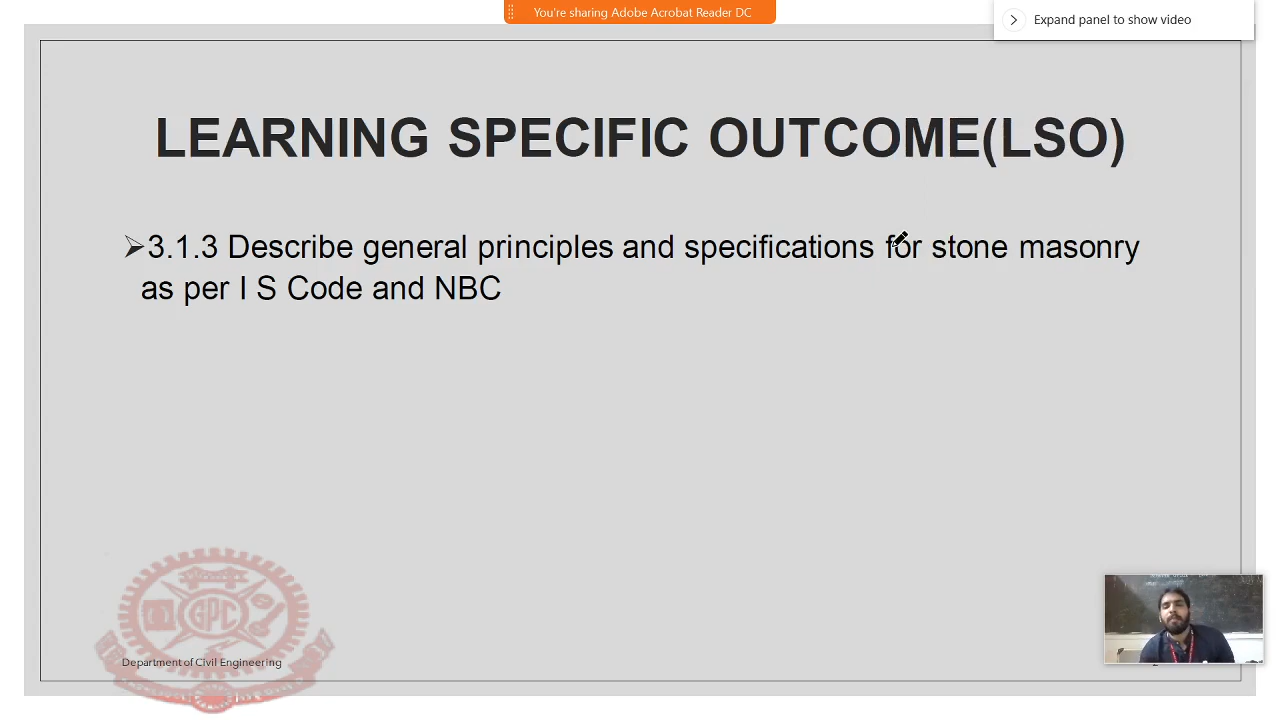 You're sharing Adobe Acrobat Reader DC
Expand panel to show video
LEARNING SPECIFIC OUTCOME(LSO)
➢3.1.3 Describe general principles and specifications for stone masonry
as per I S Code and NBC
GPC
Department of Civil Engineering